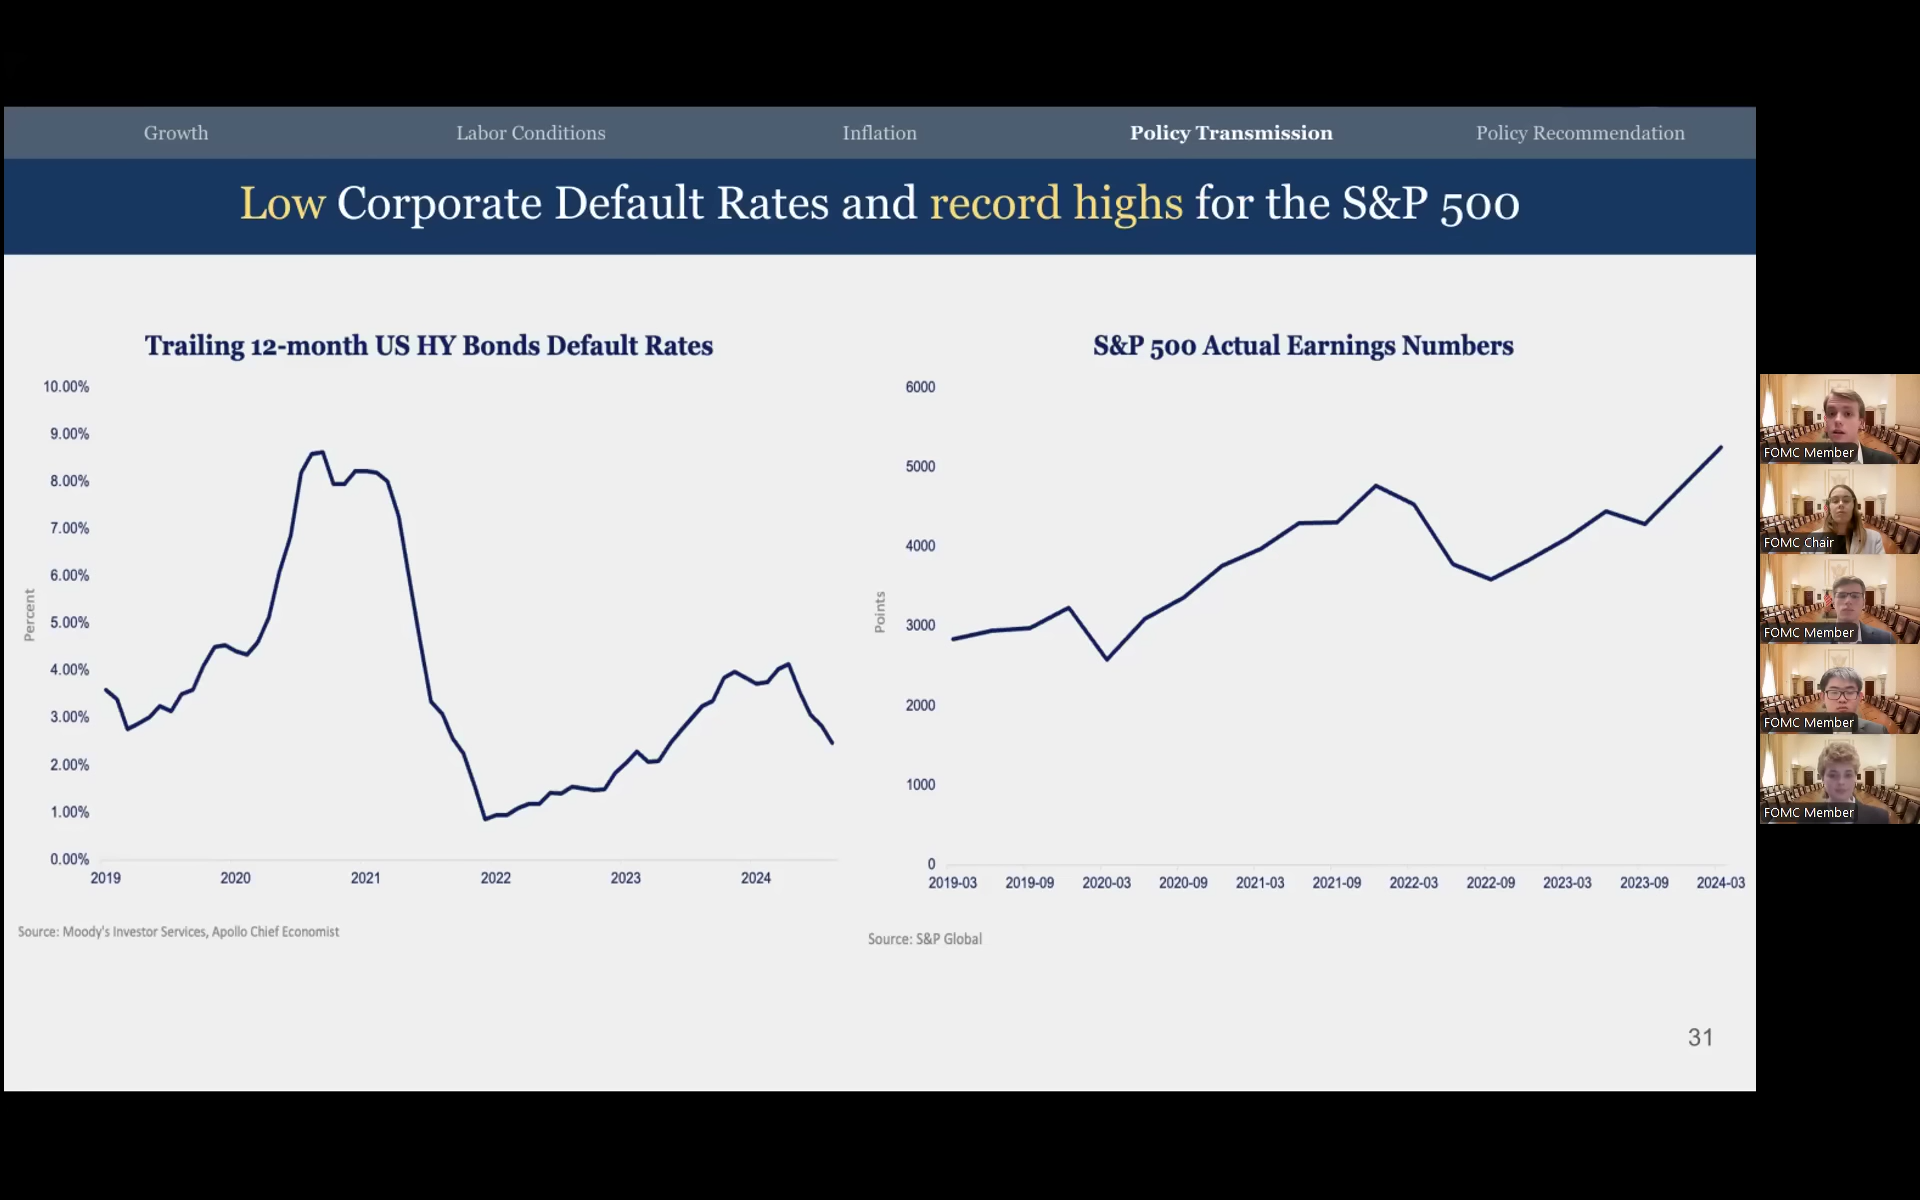 Growth Labor Conditions Inflation Policy Transmission Policy Recommendation
Low Corporate Default Rates and record highs for the S&P 500
Trailing 12-month US HY Bonds Default Rates
10.00%
9.00%
8.00%
7.00%
6.00%
5.00%
4.00%
3.00%
2.00%
1.00%
0.00%
Percent
2019 2020 2021 2022 2023 2024
Source: Moody's Investor Services, Apollo Chief Economist
S&P 500 Actual Earnings Numbers
6000
5000
4000
3000
2000
1000
0
Points
2019-03 2019-09 2020-03 2020-09 2021-03 2021-09 2022-03 2022-09 2023-03 2023-09 2024-03
Source: S&P Global
31
FOMC Member
FOMC Chair
FOMC Member
FOMC Member
FOMC Member